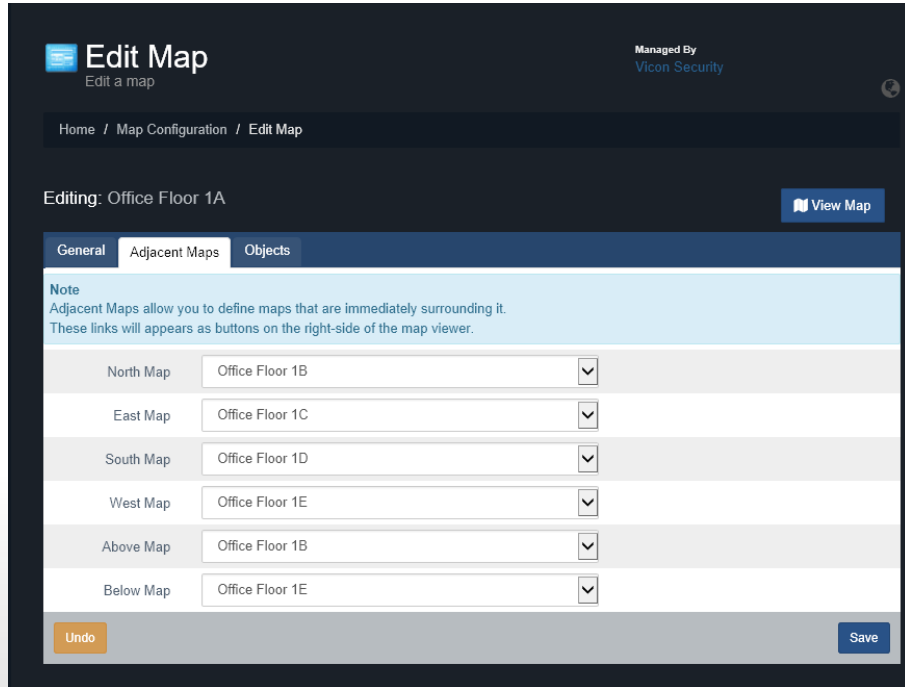 Edit Map
Edit a map
Managed By
Vicon Security
Home / Map Configuration / Edit Map
Editing: Office Floor 1A
View Map
General Adjacent Maps Objects
Note
Adjacent Maps allow you to define maps that are immediately surrounding it.
These links will appears as buttons on the right-side of the map viewer.
North Map Office Floor 1B
East Map Office Floor 1C
South Map Office Floor 1D
West Map Office Floor 1E
Above Map Office Floor 1B
Below Map Office Floor 1E
Undo Save